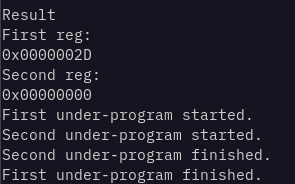 Result
First reg:
0x0000002D
Second reg:
0x00000000
First under-program started.
Second under-program started.
Second under-program finished.
First under-program finished.